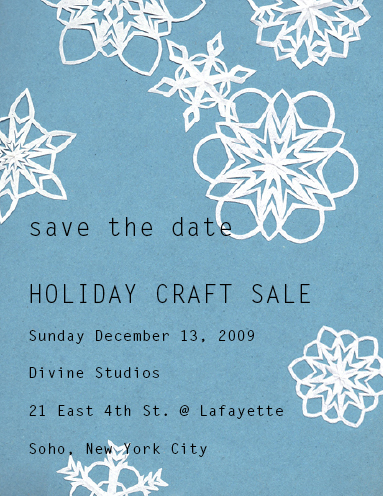 save the date
HOLIDAY CRAFT SALE
Sunday December 13, 2009
Divine Studios
21 East 4th St. @ Lafayette
Soho, New York City